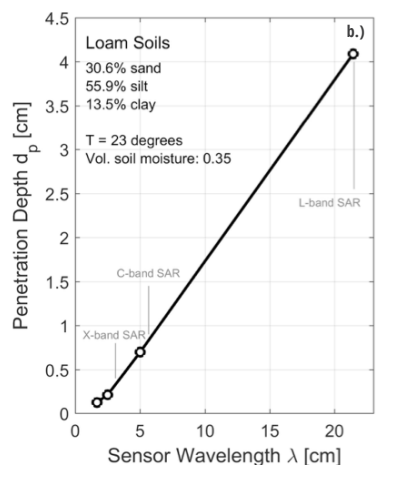 b.)
Loam Soils
30.6% sand
55.9% silt
13.5% clay
T = 23 degrees
Vol. soil moisture: 0.35
L-band SAR
C-band SAR
X-band SAR
Penetration Depth dp [cm]
4.5
4
3.5
3
2.5
2
1.5
1
0.5
0
0 5 10 15 20
Sensor Wavelength λ [cm]